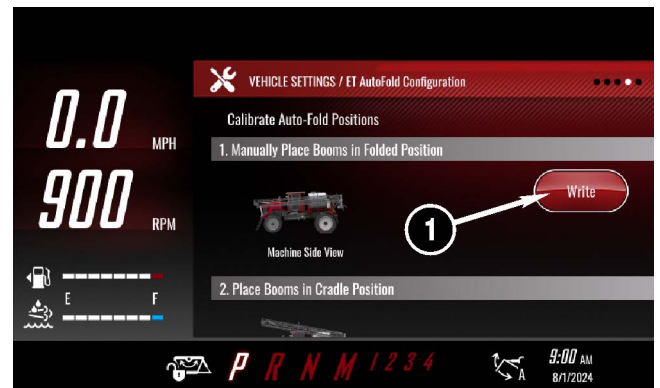 VEHICLE SETTINGS / ET AutoFold Configuration
Calibrate Auto-Fold Positions
0.0 MPH
1. Manually Place Booms in Folded Position
Write
900 RPM
1
Machine Side View
E F
2. Place Booms in Cradle Position
P R N M 1 2 3 4
A
9:00 AM
8/1/2024